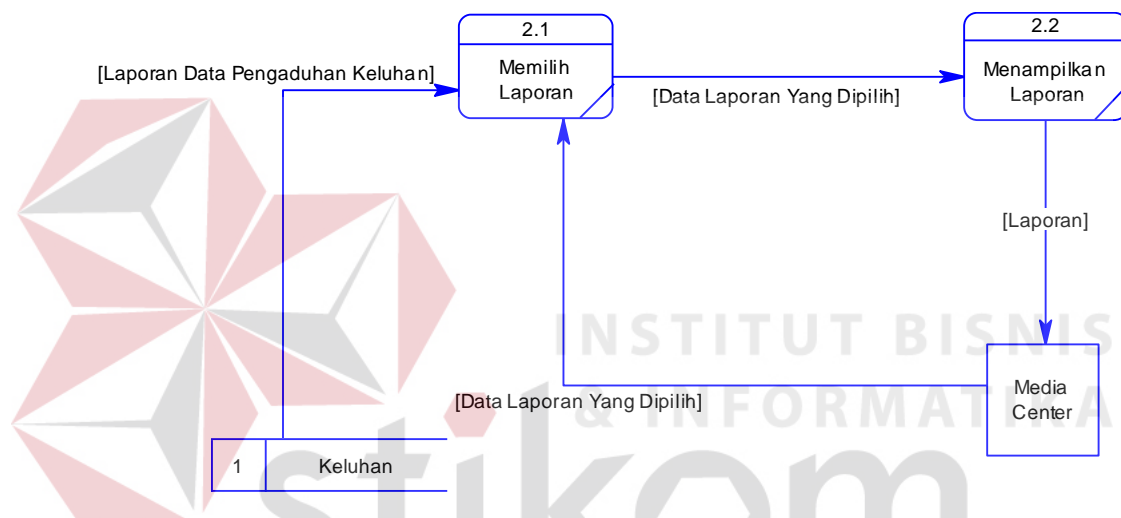 2.1
Memilih
Laporan
2.2
Menampilkan
Laporan
[Laporan Data Pengaduhan Keluhan]
[Data Laporan Yang Dipilih]
[Laporan]
INSTITUT BISNIS
& INFORMATIKA
Media
Center
[Data Laporan Yang Dipilih]
1
Keluhan
stikom